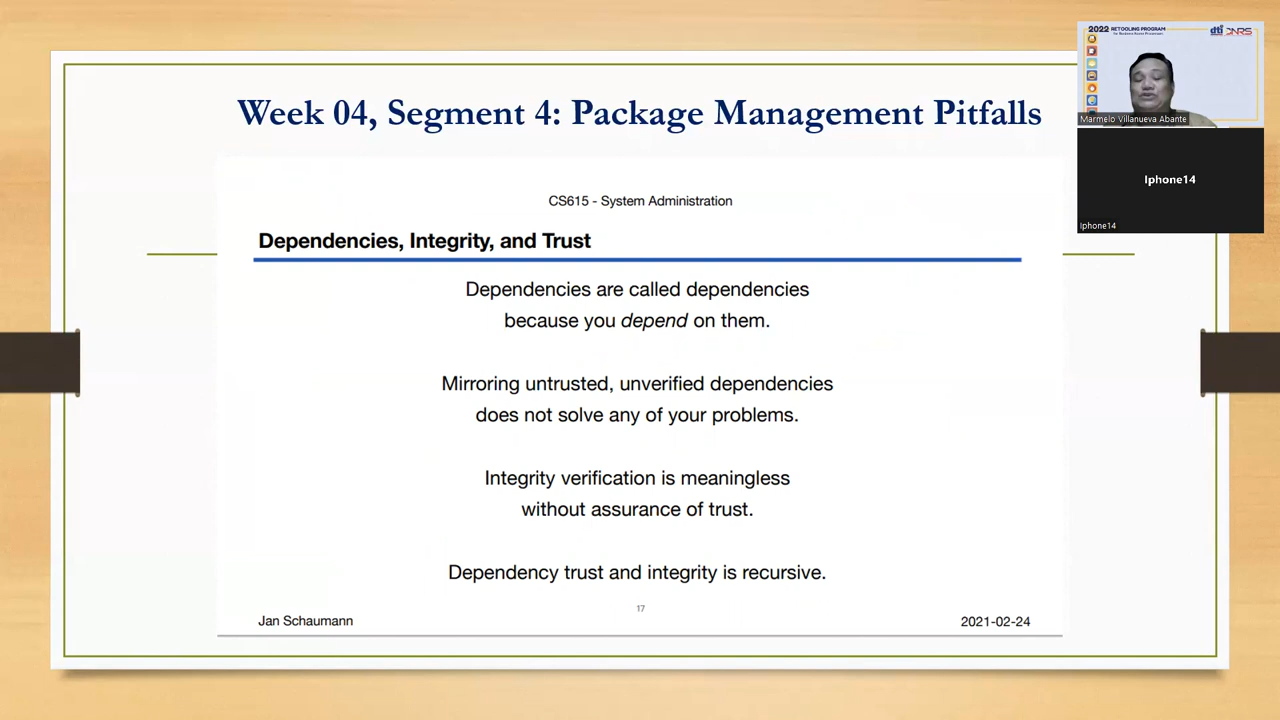 Week 04, Segment 4: Package Management Pitfalls
CS615 - System Administration
Dependencies, Integrity, and Trust
Dependencies are called dependencies
because you depend on them.
Mirroring untrusted, unverified dependencies
does not solve any of your problems.
Integrity verification is meaningless
without assurance of trust.
Dependency trust and integrity is recursive.
17
Jan Schaumann
2021-02-24
2022 RETOOLING PROGRAM
dti
Marmelo Villanueva Abante
Iphone14
Iphone14